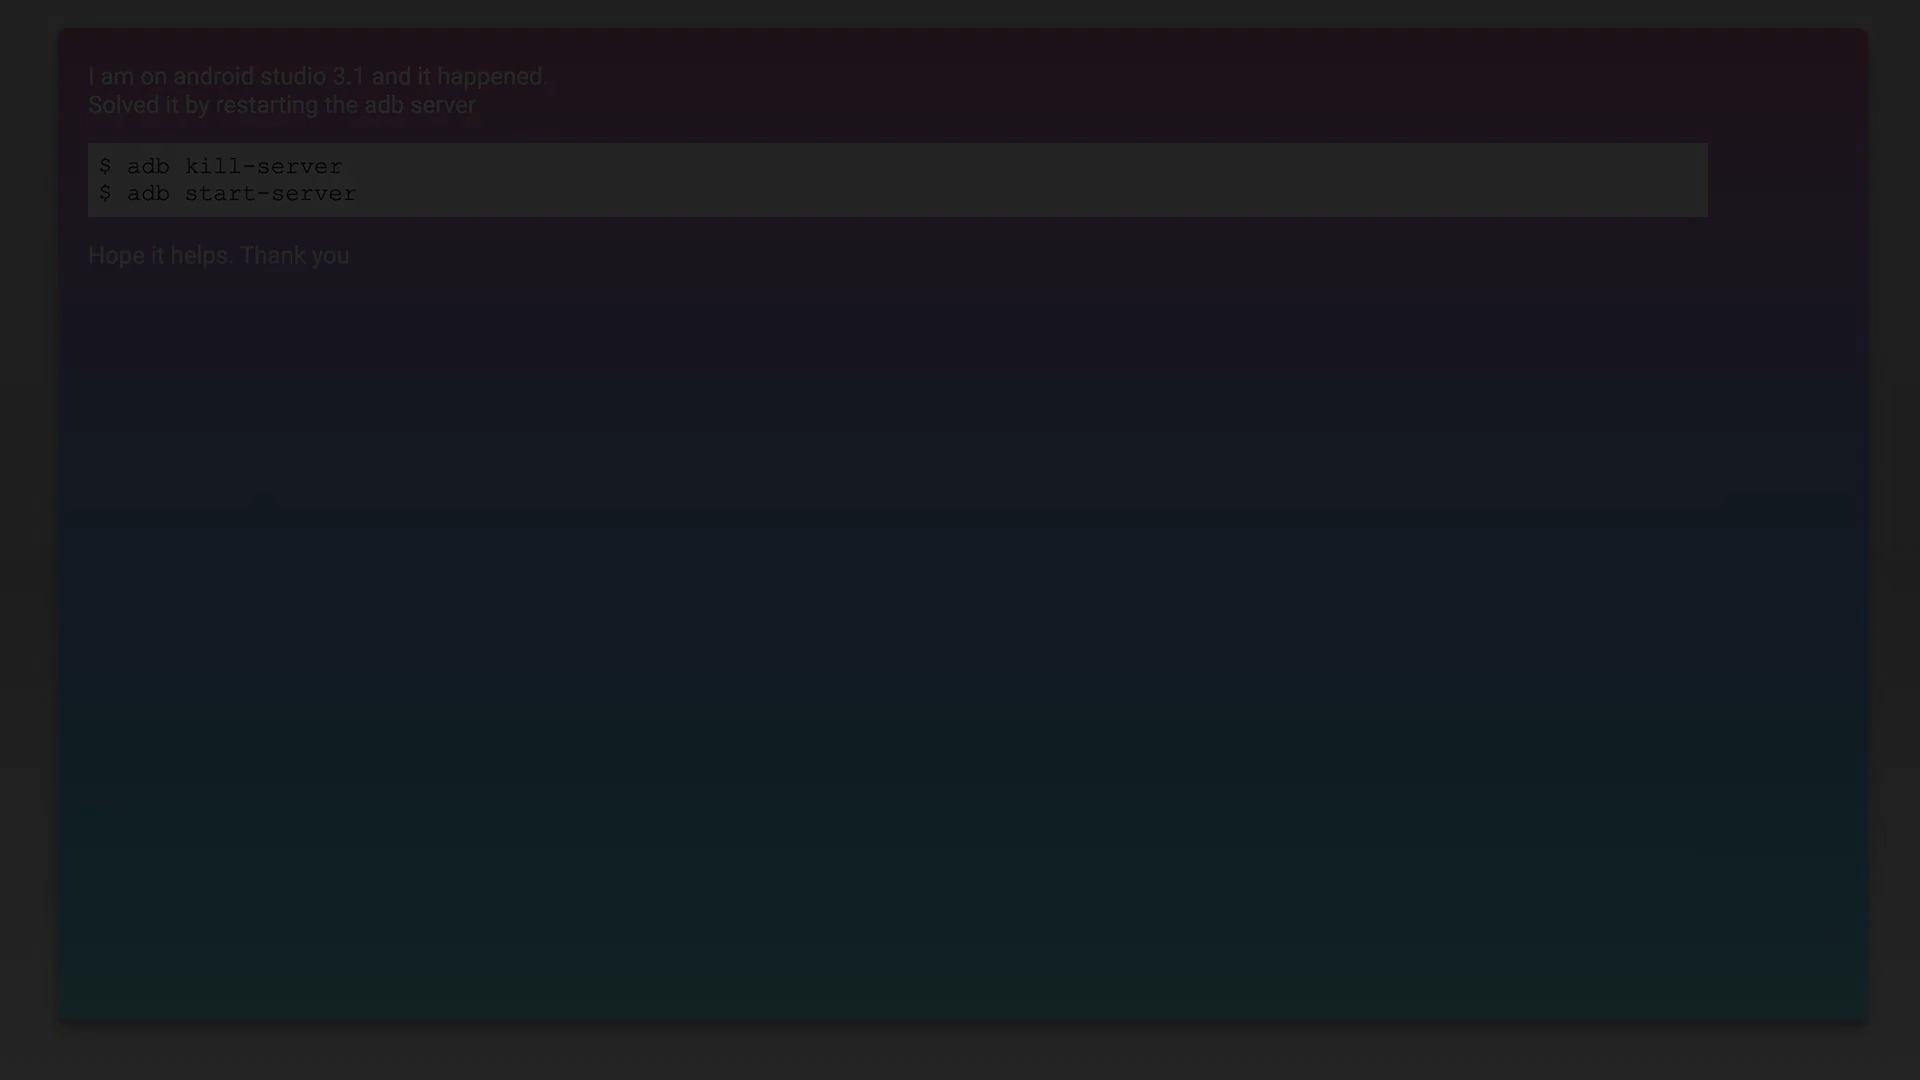 I am on android studio 3.1 and it happened.
Solved it by restarting the adb server
$ adb kill-server
$ adb start-server
Hope it helps. Thank you